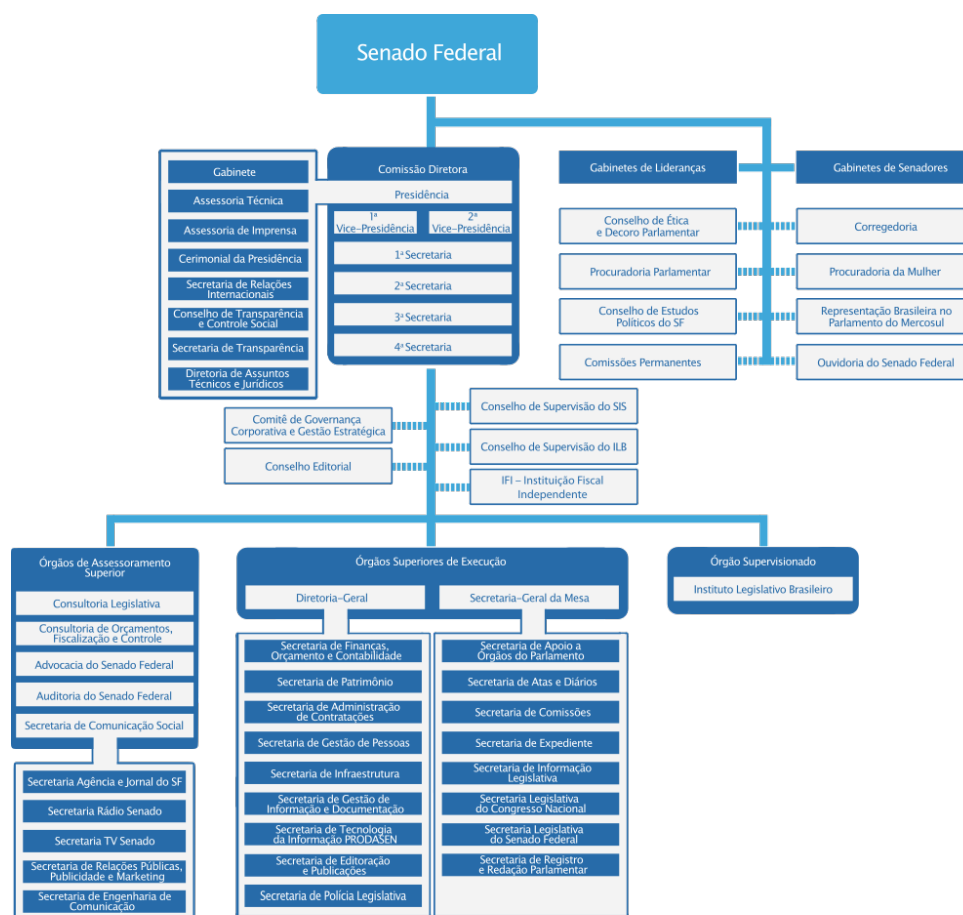 Senado Federal
Gabinete
Assessoria Técnica
Assessoria de Imprensa
Cerimonial da Presidência
Secretaria de Relações
Internacionais
Conselho de Transparência
e Controle Social
Secretaria de Transparência
Diretoria de Assuntos
Técnicos e Jurídicos
Comissão Diretora
Presidência
1ª
Vice-Presidência
2ª
Vice-Presidência
1ª Secretaria
2ª Secretaria
3ª Secretaria
4ª Secretaria
Gabinetes de Lideranças
Gabinetes de Senadores
Conselho de Ética
e Decoro Parlamentar
Corregedoria
Procuradoria Parlamentar
Procuradoria da Mulher
Conselho de Estudos
Políticos do SF
Representação Brasileira no
Parlamento do Mercosul
Comissões Permanentes
Ouvidoria do Senado Federal
Comitê de Governança
Corporativa e Gestão Estratégica
Conselho Editorial
Conselho de Supervisão do SIS
Conselho de Supervisão do ILB
IFI – Instituição Fiscal
Independente
Órgãos de Assessoramento
Superior
Consultoria Legislativa
Consultoria de Orçamentos,
Fiscalização e Controle
Advocacia do Senado Federal
Auditoria do Senado Federal
Secretaria de Comunicação Social
Secretaria Agência e Jornal do SF
Secretaria Rádio Senado
Secretaria TV Senado
Secretaria de Relações Públicas,
Publicidade e Marketing
Secretaria de Engenharia de
Comunicação
Órgãos Superiores de Execução
Diretoria-Geral
Secretaria de Finanças,
Orçamento e Contabilidade
Secretaria de Patrimônio
Secretaria de Administração
de Contratações
Secretaria de Gestão de Pessoas
Secretaria de Infraestrutura
Secretaria de Gestão de
Informação e Documentação
Secretaria de Tecnologia
da Informação PRODASEN
Secretaria de Editoração
e Publicações
Secretaria de Polícia Legislativa
Secretaria-Geral da Mesa
Secretaria de Apoio a
Órgãos do Parlamento
Secretaria de Atas e Diários
Secretaria de Comissões
Secretaria de Expediente
Secretaria de Informação
Legislativa
Secretaria Legislativa
do Congresso Nacional
Secretaria Legislativa
do Senado Federal
Secretaria de Registro
e Redação Parlamentar
Órgão Supervisionado
Instituto Legislativo Brasileiro